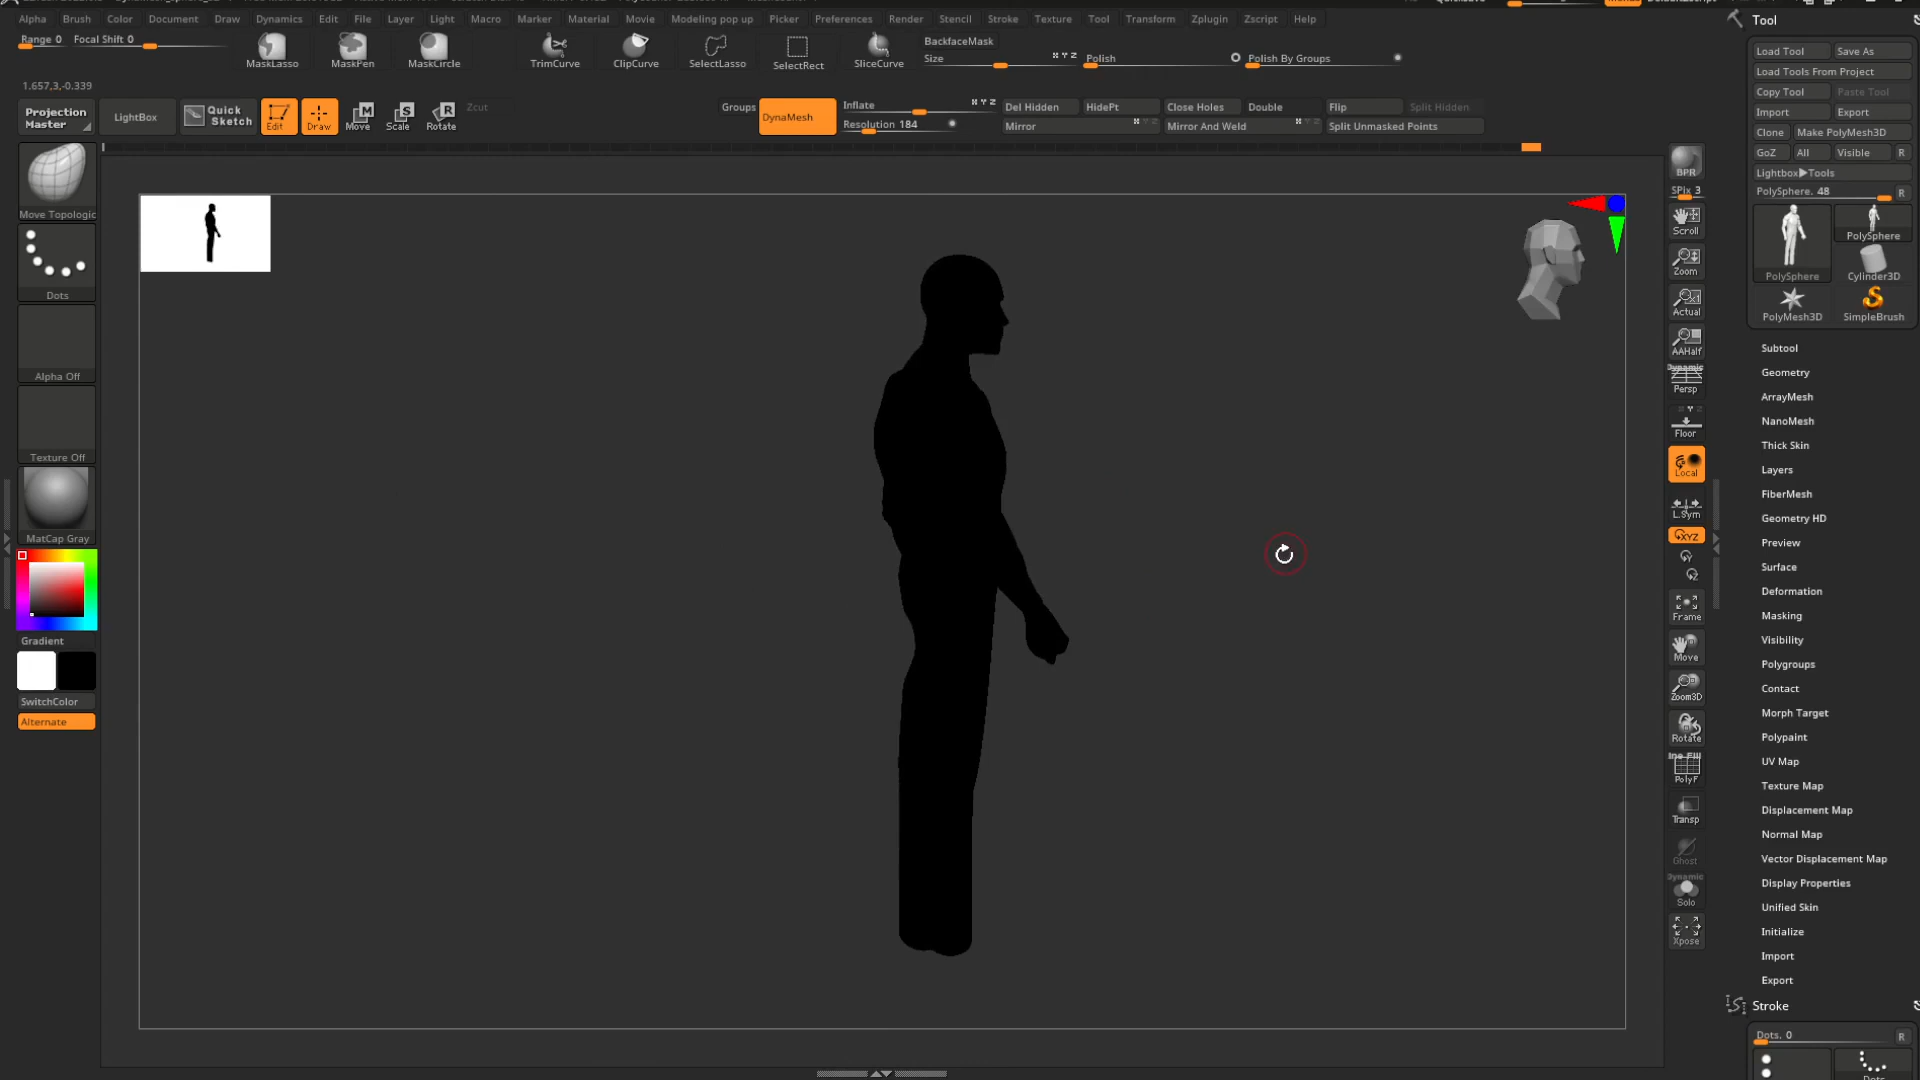 Alpha Brush Color Document Draw Dynamics Edit File Layer Light Macro Marker Material Movie Modeling pop up Picker Preferences Render Stencil Stroke Texture Tool Transform Zplugin Zscript Help
Tool
Range 0 Focal Shift 0
MaskLasso MaskPen MaskCircle TrimCurve ClipCurve SelectLasso SelectRect SliceCurve
BackfaceMask
Size X Y Z Polish Polish By Groups
Load Tool Save As
Load Tools From Project
1.657,3,-0.339
Copy Tool Paste Tool
Projection Master
LightBox
Quick Sketch
Edit Draw Move Scale Rotate
Zcut
Groups
DynaMesh
Inflate X Y Z
Resolution 184
Del Hidden HidePt Close Holes Double Flip Split Hidden
Mirror Mirror And Weld Split Unmasked Points
Import Export
Clone Make PolyMesh3D
GoZ All Visible R
Lightbox▶Tools
PolySphere. 48 R
PolySphere
PolySphere
Cylinder3D
PolyMesh3D
SimpleBrush
Move Topologic
Dots
Alpha Off
Texture Off
MatCap Gray
Gradient
SwitchColor
Alternate
BPR
SPix 3
Scroll
Zoom
Actual
AAHalf
Dynamic
Persp
Floor
Local
L.Sym
XYZ
Y
Z
Frame
Move
Zoom3D
Rotate
Line Fill
PolyF
Transp
Ghost
Dynamic
Solo
Xpose
Subtool
Geometry
ArrayMesh
NanoMesh
Thick Skin
Layers
FiberMesh
Geometry HD
Preview
Surface
Deformation
Masking
Visibility
Polygroups
Contact
Morph Target
Polypaint
UV Map
Texture Map
Displacement Map
Normal Map
Vector Displacement Map
Display Properties
Unified Skin
Initialize
Import
Export
Stroke
Dots. 0 R
Dots